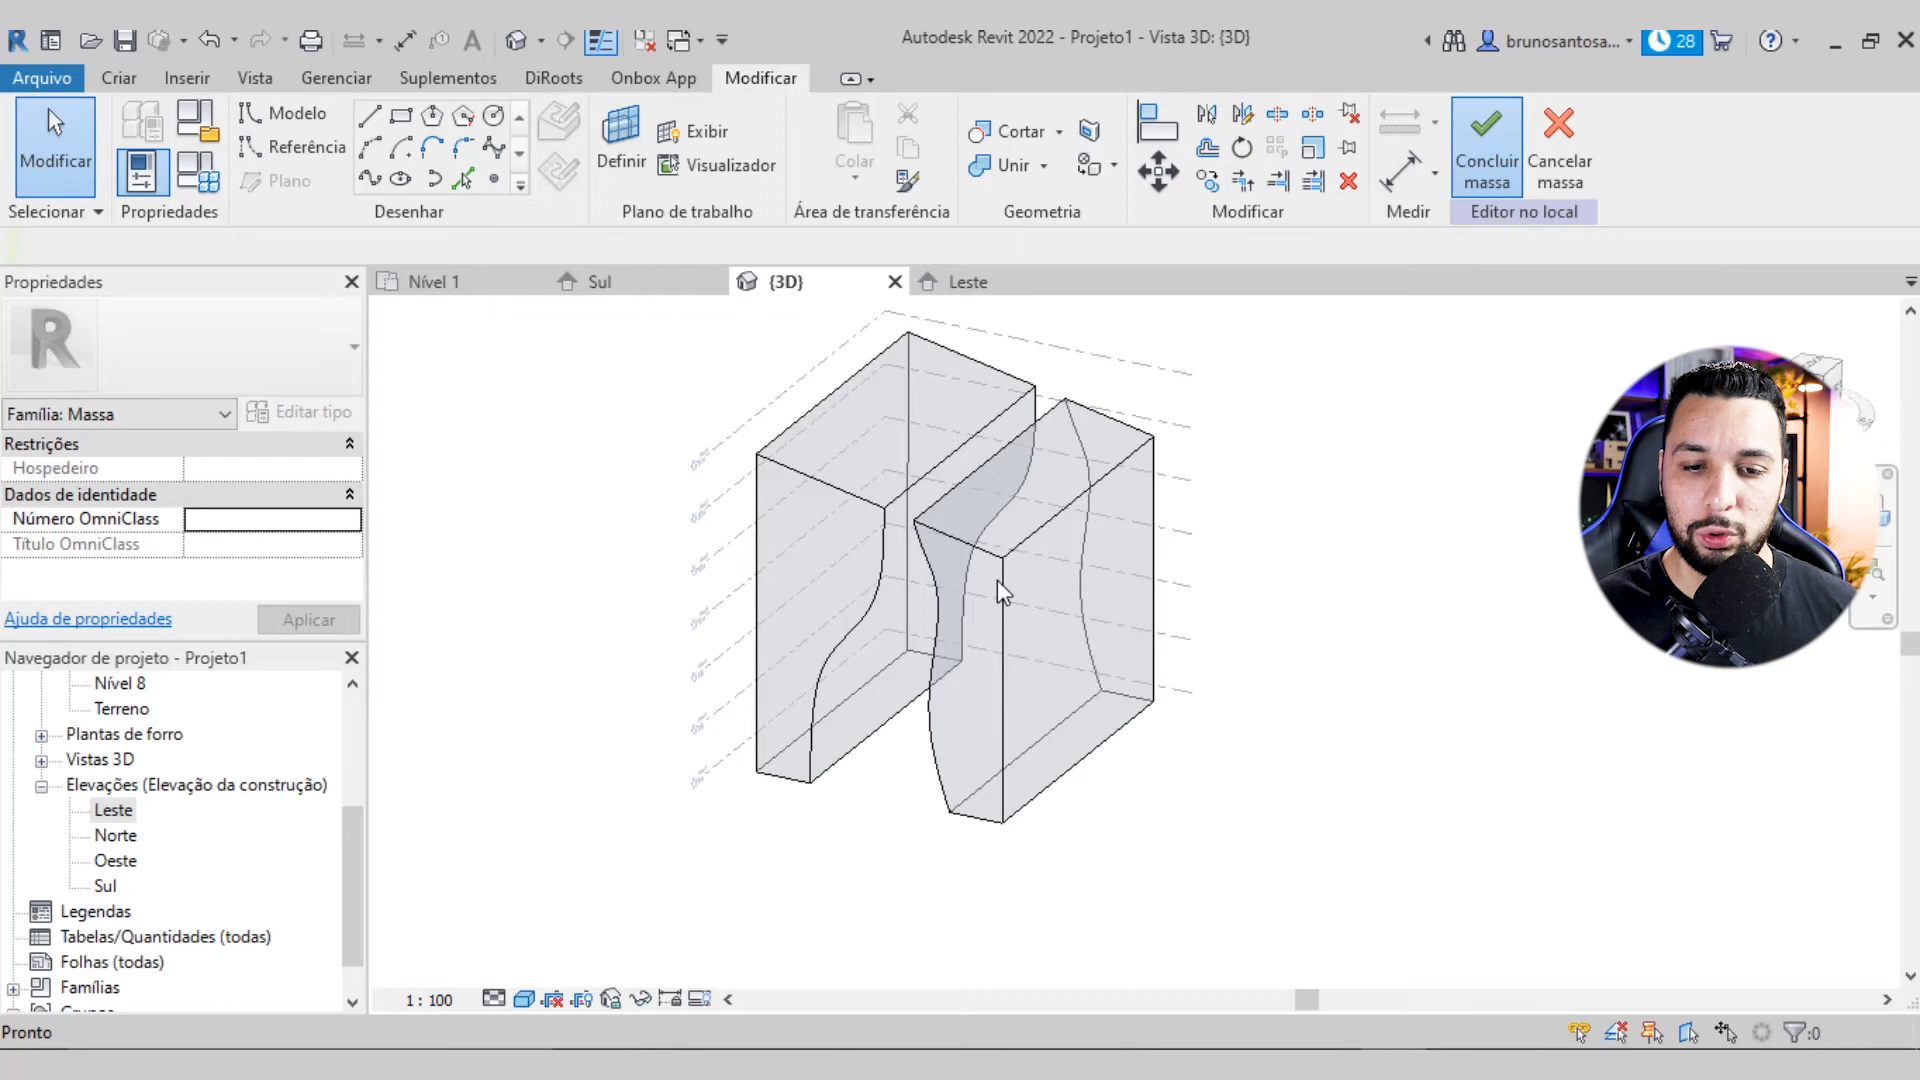 Autodesk Revit 2022 - Projeto1 - Vista 3D: {3D}
brunosantosa...
28
Arquivo
Criar
Inserir
Vista
Gerenciar
Suplementos
DiRoots
Onbox App
Modificar
Modificar
Modelo
Referência
Plano
Definir
Exibir
Visualizador
Colar
Cortar
Unir
Concluir massa
Cancelar massa
Selecionar
Propriedades
Desenhar
Plano de trabalho
Área de transferência
Geometria
Modificar
Medir
Editor no local
Propriedades
Nível 1
Sul
{3D}
Leste
Família: Massa
Editar tipo
Restrições
Hospedeiro
Dados de identidade
Número OmniClass
Título OmniClass
Ajuda de propriedades
Aplicar
Navegador de projeto - Projeto1
Nível 8
Terreno
Plantas de forro
Vistas 3D
Elevações (Elevação da construção)
Leste
Norte
Oeste
Sul
Legendas
Tabelas/Quantidades (todas)
Folhas (todas)
Famílias
1 : 100
Pronto
:0